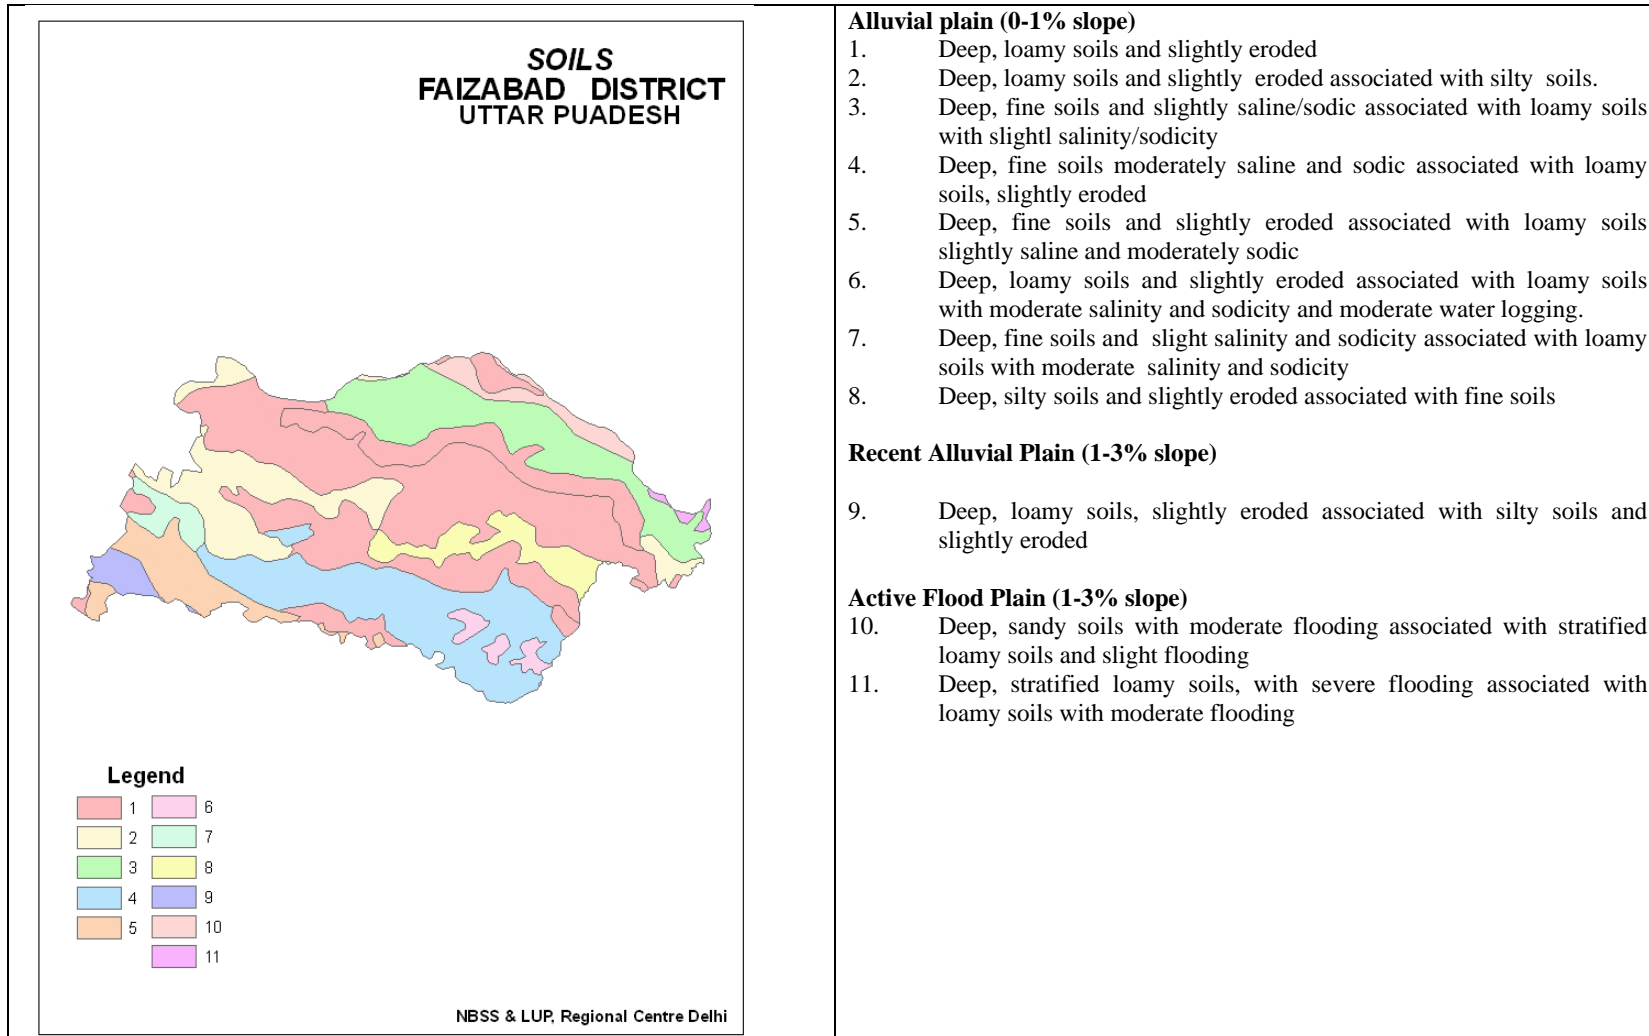 SOILS
FAIZABAD DISTRICT
UTTAR PUADESH
Legend
1
2
3
4
5
6
7
8
9
10
11
NBSS & LUP, Regional Centre Delhi
Alluvial plain (0-1% slope)
1. Deep, loamy soils and slightly eroded
2. Deep, loamy soils and slightly eroded associated with silty soils.
3. Deep, fine soils and slightly saline/sodic associated with loamy soils
with slightl salinity/sodicity
4. Deep, fine soils moderately saline and sodic associated with loamy
soils, slightly eroded
5. Deep, fine soils and slightly eroded associated with loamy soils
slightly saline and moderately sodic
6. Deep, loamy soils and slightly eroded associated with loamy soils
with moderate salinity and sodicity and moderate water logging.
7. Deep, fine soils and slight salinity and sodicity associated with loamy
soils with moderate salinity and sodicity
8. Deep, silty soils and slightly eroded associated with fine soils
Recent Alluvial Plain (1-3% slope)
9. Deep, loamy soils, slightly eroded associated with silty soils and
slightly eroded
Active Flood Plain (1-3% slope)
10. Deep, sandy soils with moderate flooding associated with stratified
loamy soils and slight flooding
11. Deep, stratified loamy soils, with severe flooding associated with
loamy soils with moderate flooding